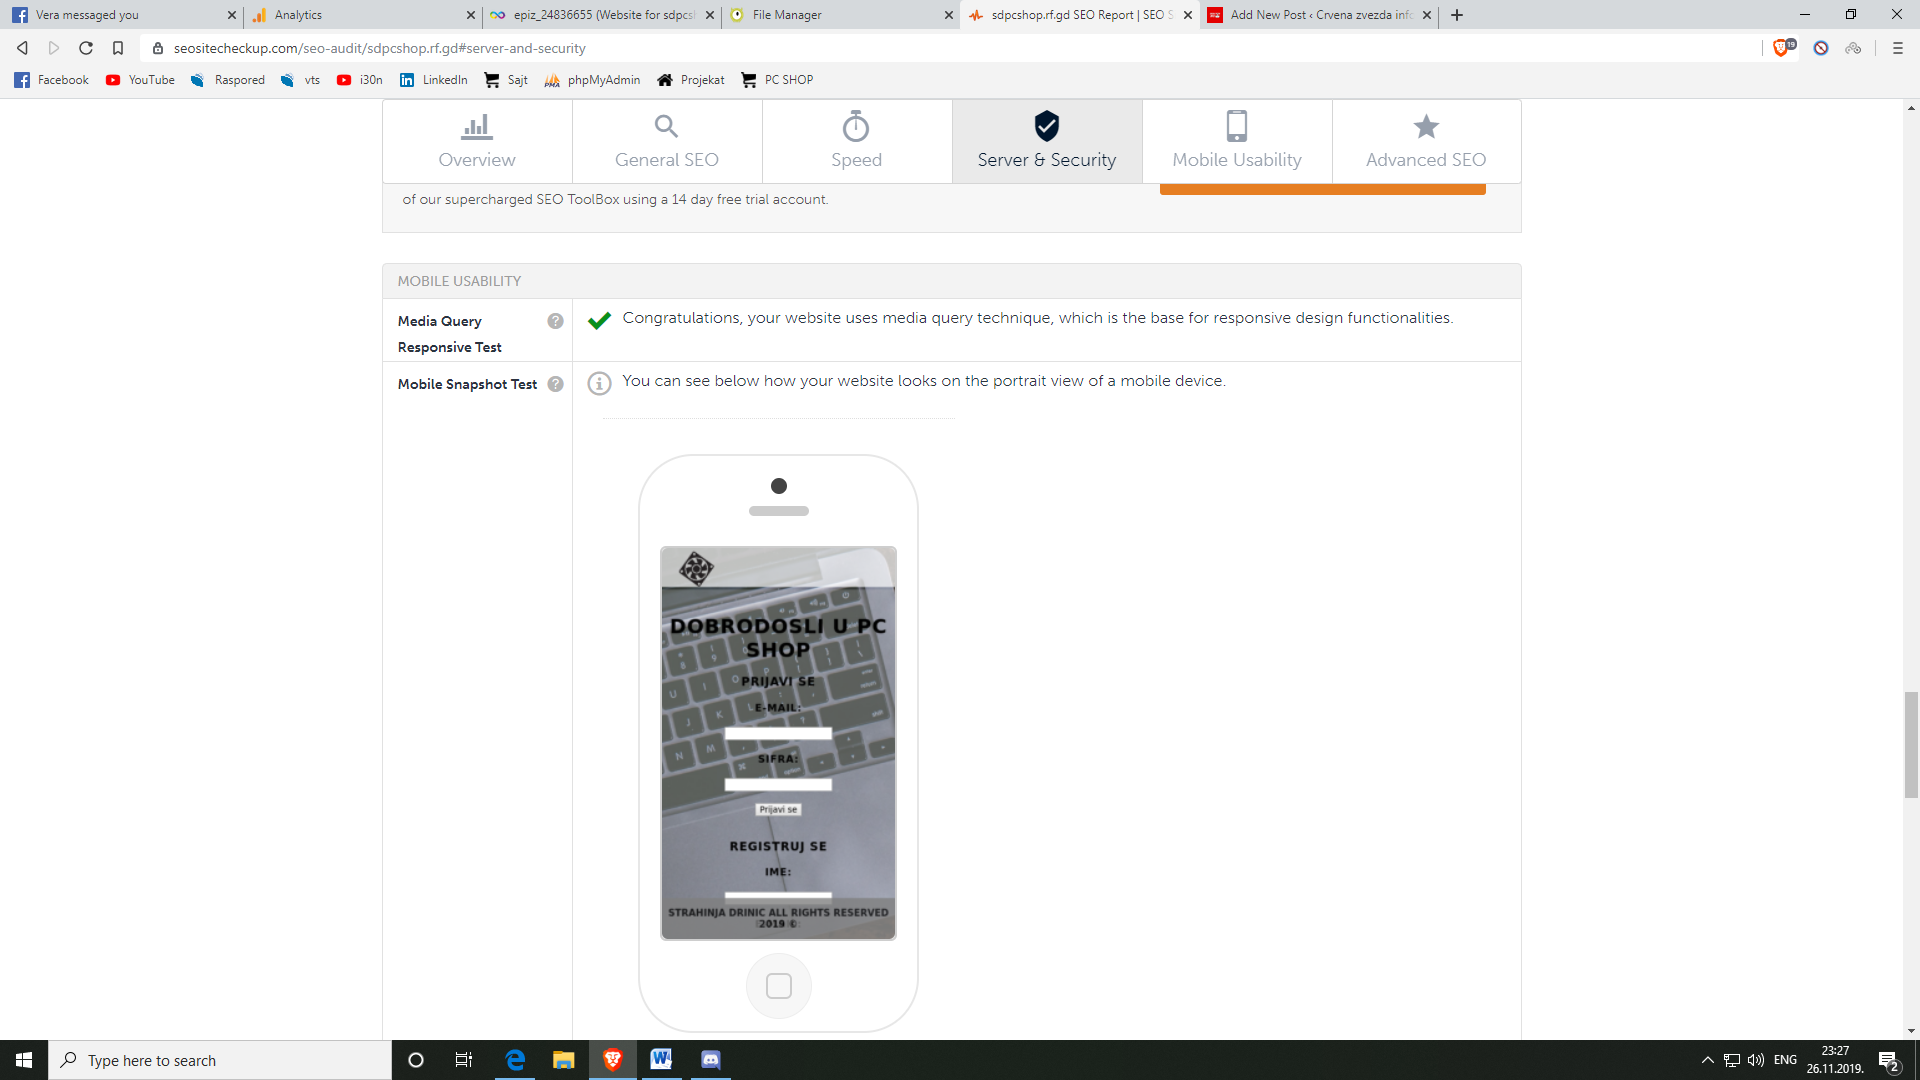 Vera messaged you
Analytics
epiz_24836655 (Website for sdpcsl
File Manager
sdpcshop.rf.gd SEO Report | SEO S
Add New Post ‹ Crvena zvezda info
seositecheckup.com/seo-audit/sdpcshop.rf.gd#server-and-security
19
Facebook
YouTube
Raspored
vts
i30n
LinkedIn
Sajt
phpMyAdmin
Projekat
PC SHOP
Overview
General SEO
Speed
Server & Security
Mobile Usability
Advanced SEO
of our supercharged SEO ToolBox using a 14 day free trial account.
MOBILE USABILITY
Media Query
Responsive Test
Congratulations, your website uses media query technique, which is the base for responsive design functionalities.
Mobile Snapshot Test
You can see below how your website looks on the portrait view of a mobile device.
DOBRODOSLI U PC
SHOP
PRIJAVI SE
E-MAIL:
SIFRA:
Prijavi se
REGISTRUJ SE
IME:
STRAHINJA DRINIC ALL RIGHTS RESERVED
2019 ©
Type here to search
ENG
23:27
26.11.2019.
2